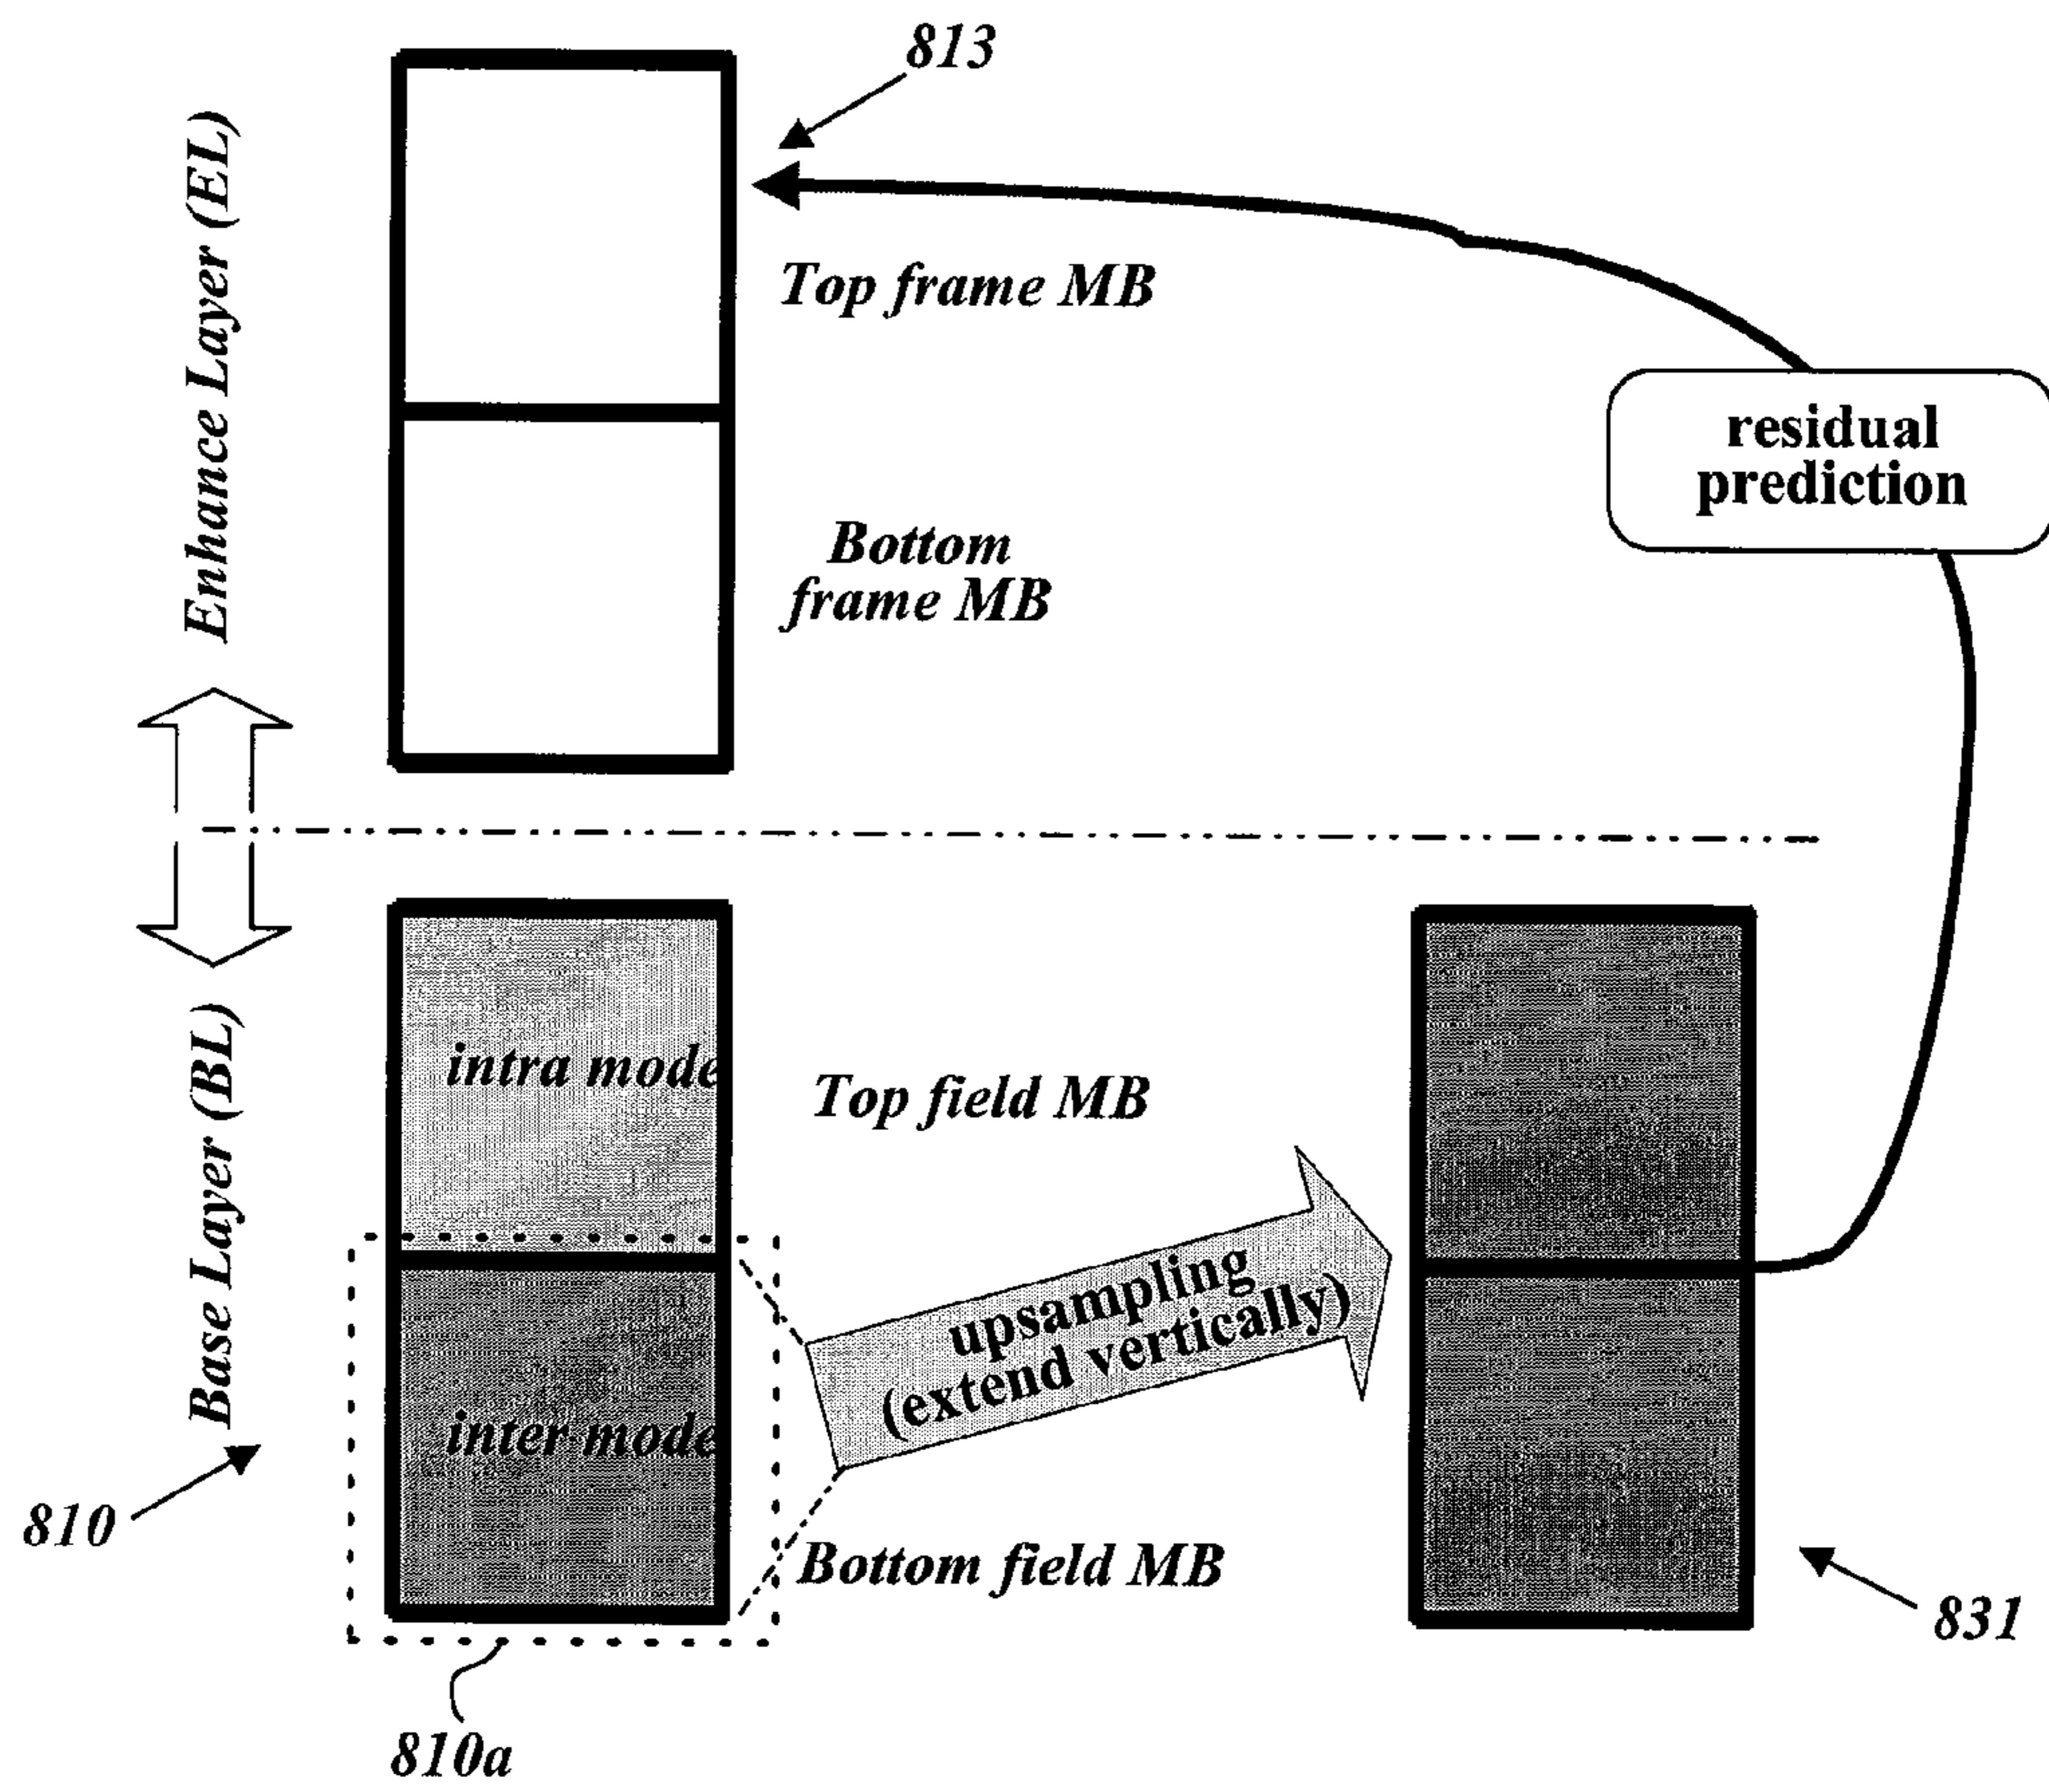 813
Enhance Layer (EL)
Top frame MB
residual
prediction
Bottom
frame MB
Base Layer (BL)
intra mode
Top field MB
upsampling
(extend vertically)
inter mode
810
Bottom field MB
831
810a